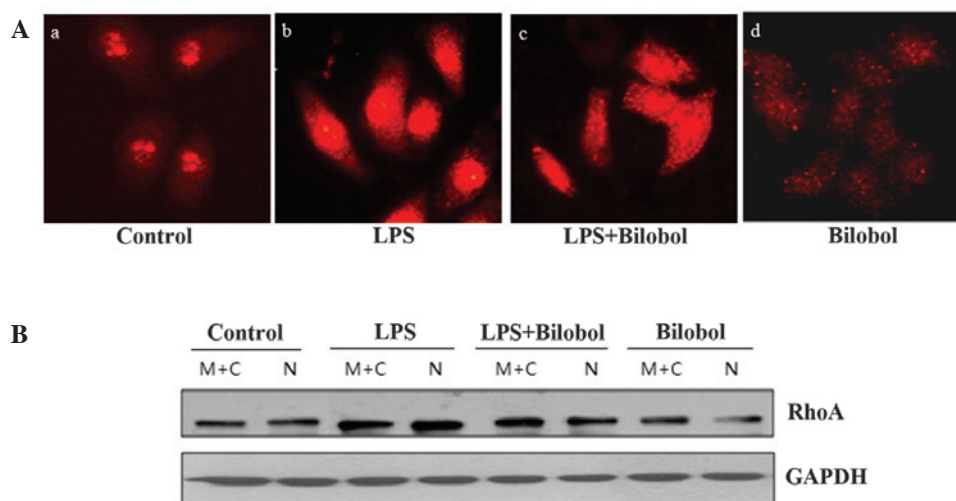 A
a b c d
Control LPS LPS+Bilobol Bilobol
B
Control LPS LPS+Bilobol Bilobol
M+C N M+C N M+C N M+C N
RhoA
GAPDH